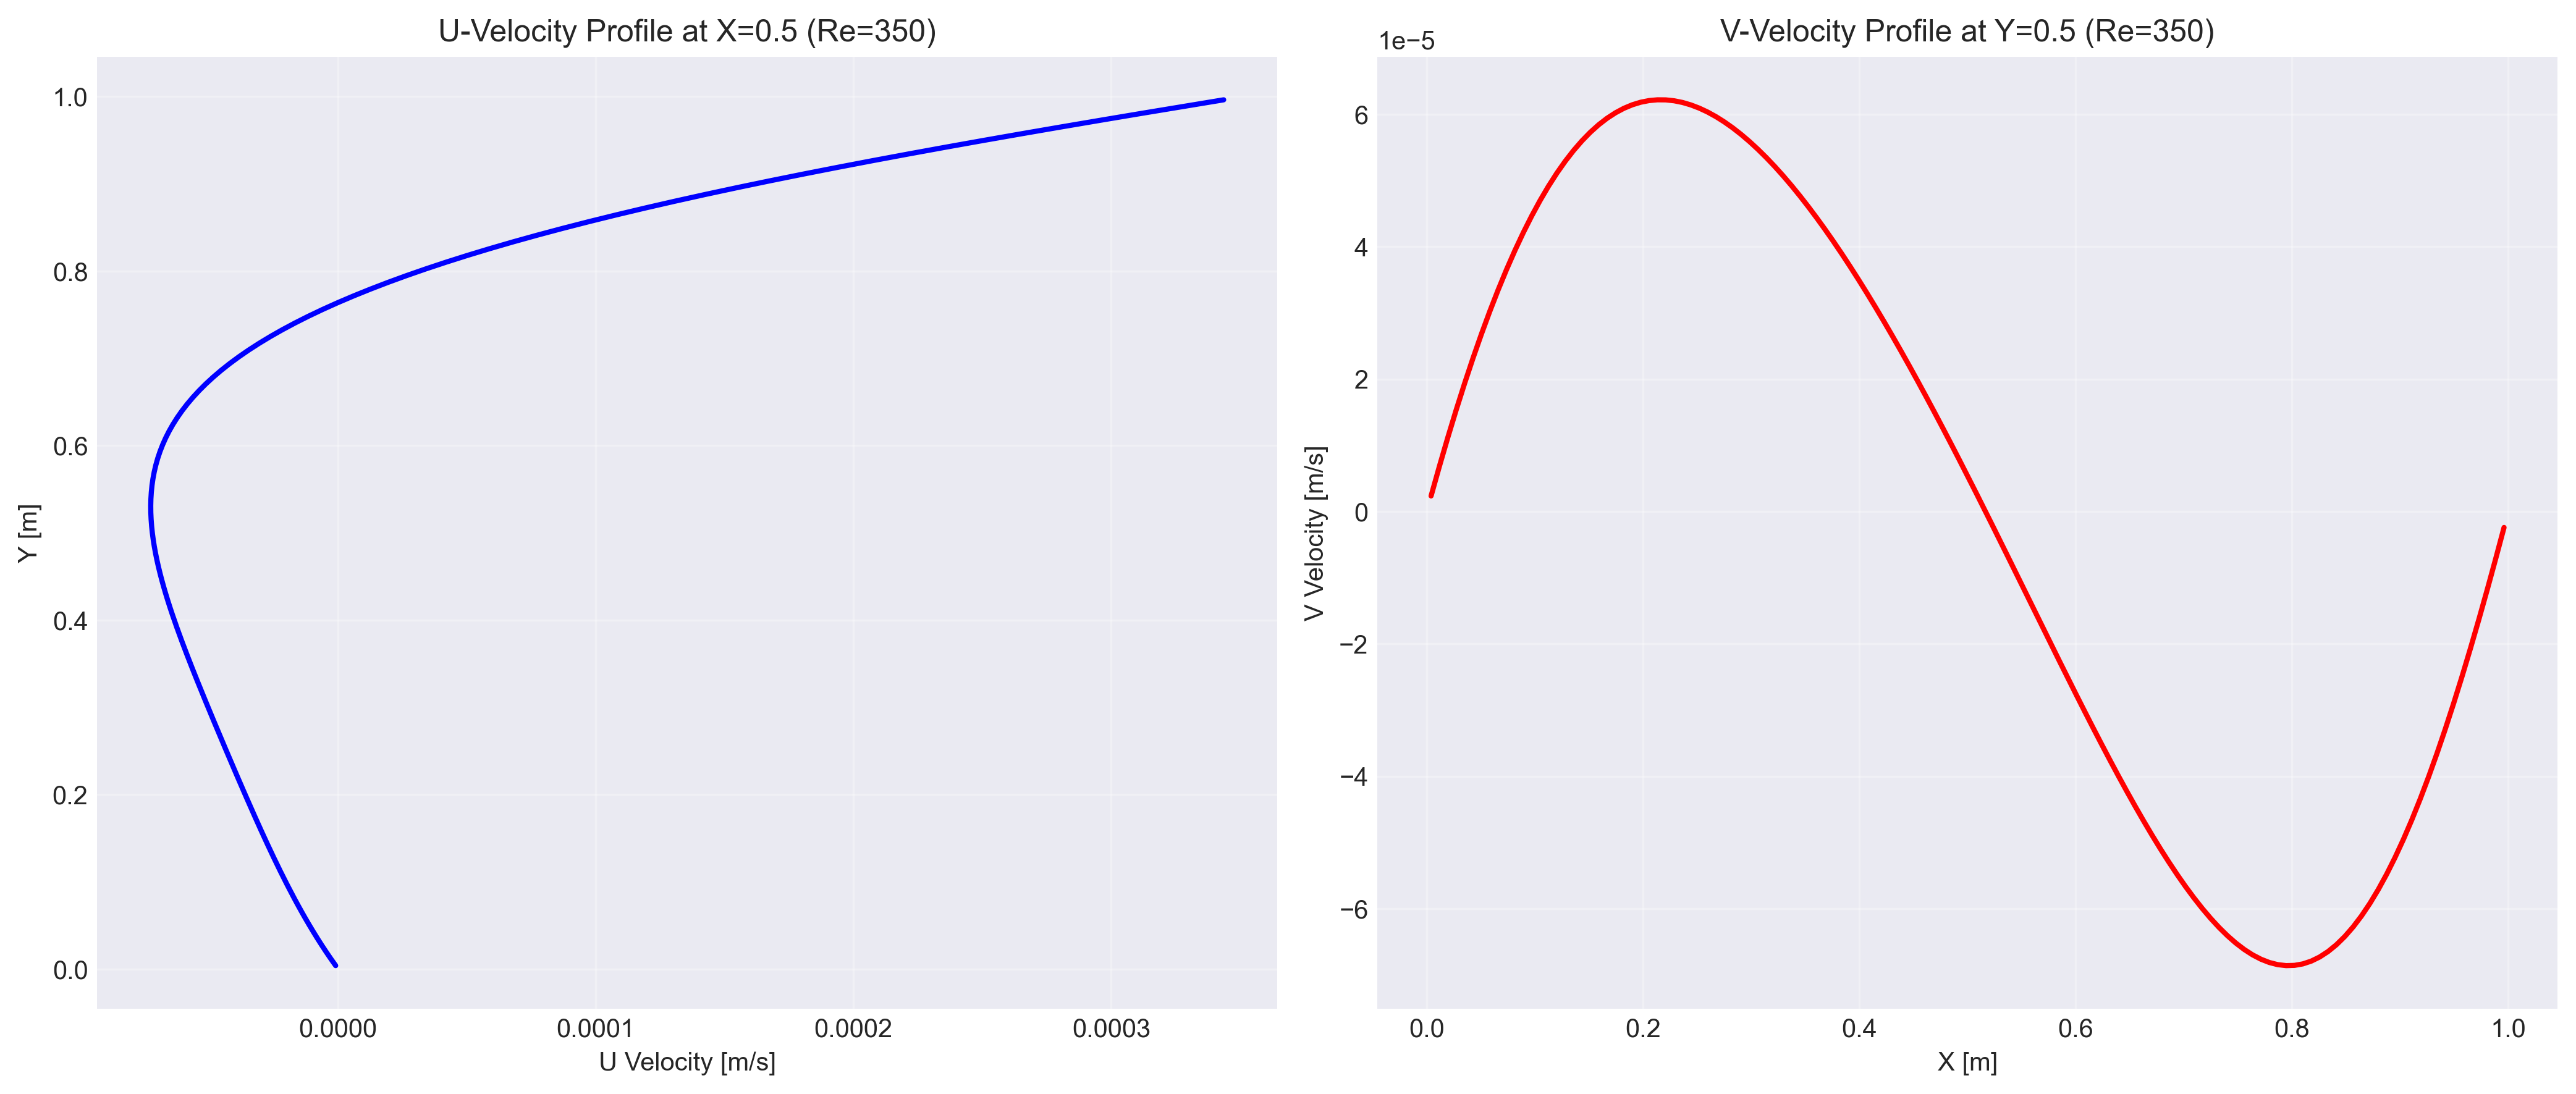 U-Velocity Profile at X=0.5 (Re=350)
1.0
0.8
0.6
0.4
0.2
0.0
Y [m]
0.0000 0.0001 0.0002 0.0003
U Velocity [m/s]
V-Velocity Profile at Y=0.5 (Re=350)
1e−5
6
4
2
0
−2
−4
−6
V Velocity [m/s]
0.0 0.2 0.4 0.6 0.8 1.0
X [m]